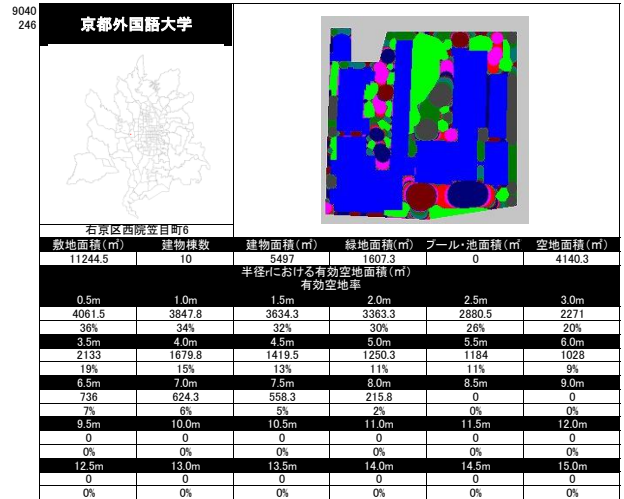 9040
246
京都外国語大学
右京区西院笠目町6
敷地面積(㎡) 建物棟数 建物面積(㎡) 緑地面積(㎡) プール・池面積(㎡ 空地面積(㎡)
11244.5 10 5497 1607.3 0 4140.3
半径rにおける有効空地面積(㎡)
有効空地率
0.5m 1.0m 1.5m 2.0m 2.5m 3.0m
4061.5 3847.8 3634.3 3363.3 2880.5 2271
36% 34% 32% 30% 26% 20%
3.5m 4.0m 4.5m 5.0m 5.5m 6.0m
2133 1679.8 1419.5 1250.3 1184 1028
19% 15% 13% 11% 11% 9%
6.5m 7.0m 7.5m 8.0m 8.5m 9.0m
736 624.3 558.3 215.8 0 0
7% 6% 5% 2% 0% 0%
9.5m 10.0m 10.5m 11.0m 11.5m 12.0m
0 0 0 0 0 0
0% 0% 0% 0% 0% 0%
12.5m 13.0m 13.5m 14.0m 14.5m 15.0m
0 0 0 0 0 0
0% 0% 0% 0% 0% 0%